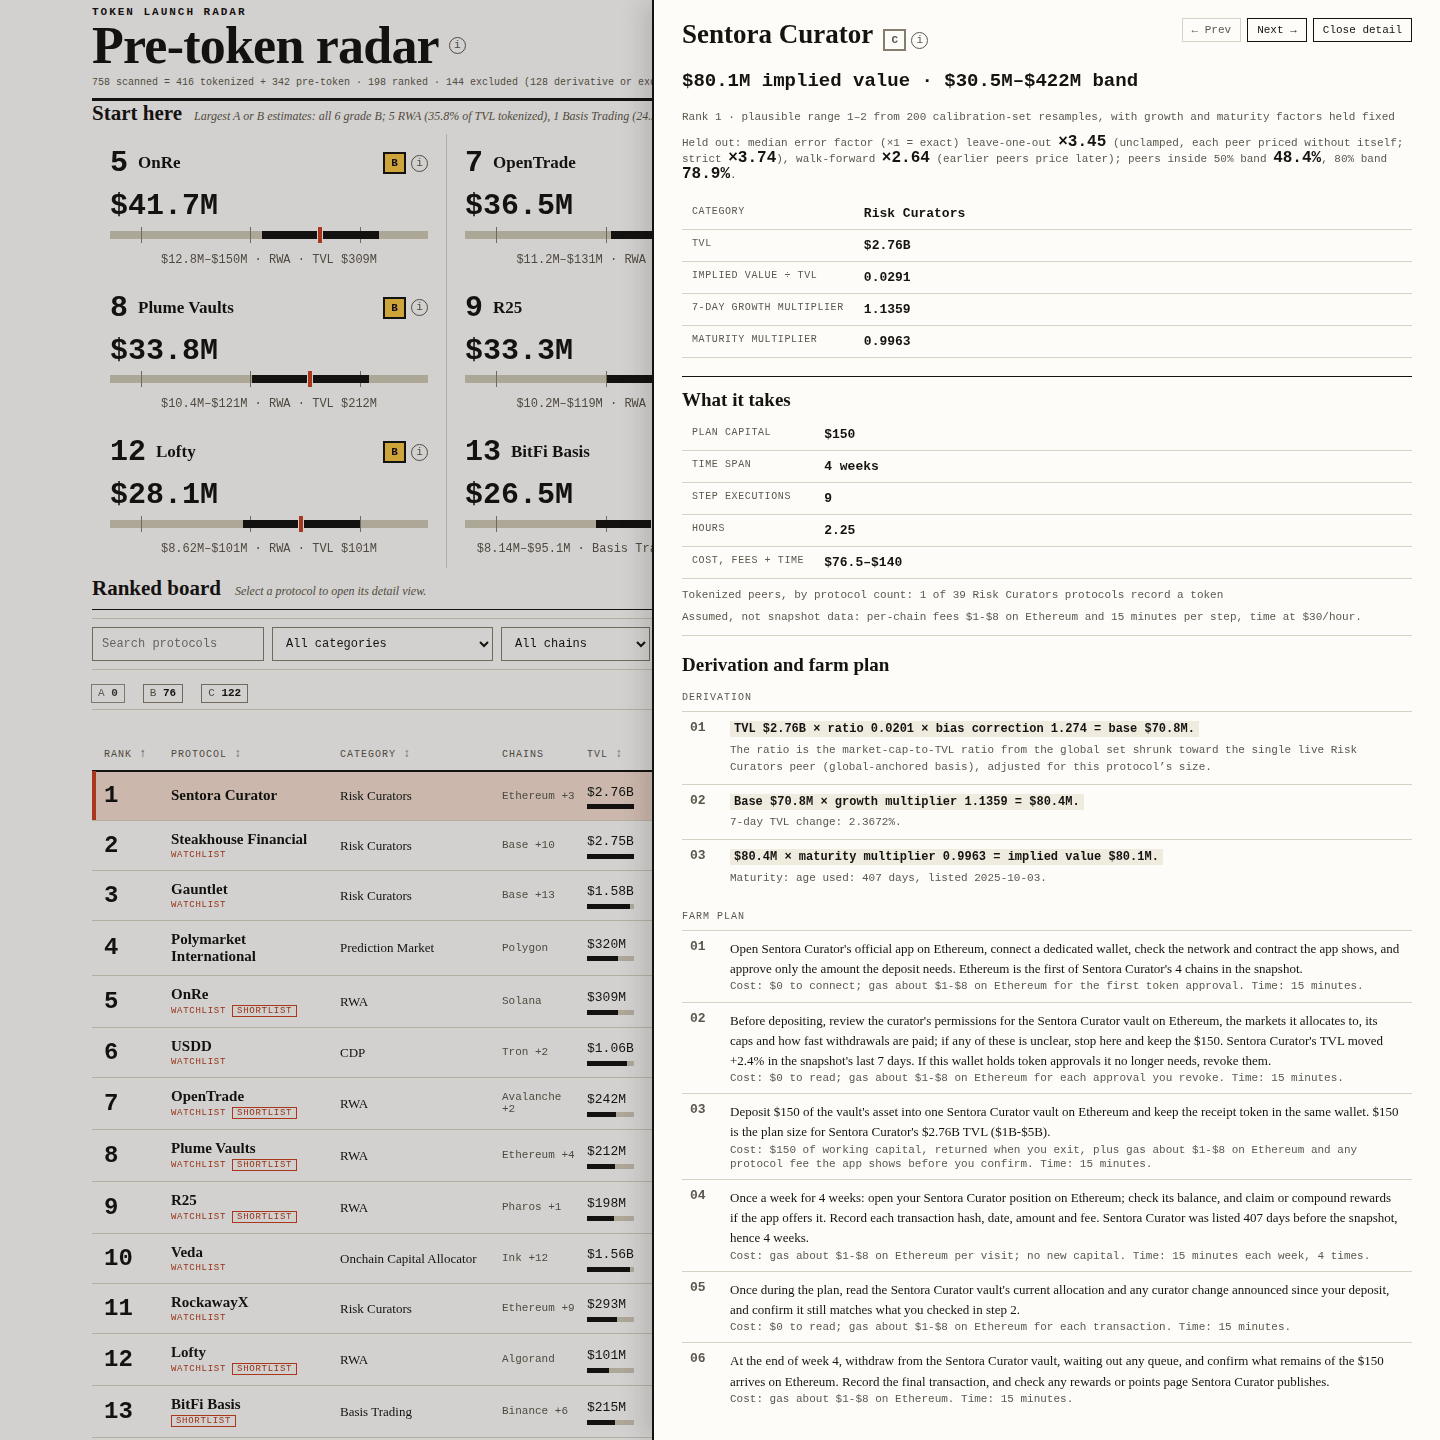 TOKEN LAUNCH RADAR
Pre-token radar i
758 scanned = 416 tokenized + 342 pre-token · 198 ranked · 144 excluded (128 derivative or
Start here Largest A or B estimates: all 6 grade B; 5 RWA (35.8% of TVL tokenized), 1 Basis Trading
5 OnRe B i
$41.7M
$12.8M–$150M · RWA · TVL $309M
7 OpenTrade
$36.5M
$11.2M–$131M · RWA
8 Plume Vaults B i
$33.8M
$10.4M–$121M · RWA · TVL $212M
9 R25
$33.3M
$10.2M–$119M · RWA
12 Lofty B i
$28.1M
$8.62M–$101M · RWA · TVL $101M
13 BitFi Basis
$26.5M
$8.14M–$95.1M · Basis
Ranked board Select a protocol to open its detail view.
Search protocols All categories All chains
A 0 B 76 C 122
RANK ↑ PROTOCOL ↕ CATEGORY ↕ CHAINS TVL ↕
1 Sentora Curator Risk Curators Ethereum +3 $2.76B
2 Steakhouse Financial WATCHLIST Risk Curators Base +10 $2.75B
3 Gauntlet WATCHLIST Risk Curators Base +13 $1.58B
4 Polymarket International Prediction Market Polygon $320M
5 OnRe WATCHLIST SHORTLIST RWA Solana $309M
6 USDD WATCHLIST CDP Tron +2 $1.06B
7 OpenTrade WATCHLIST SHORTLIST RWA Avalanche +2 $242M
8 Plume Vaults WATCHLIST SHORTLIST RWA Ethereum +4 $212M
9 R25 WATCHLIST SHORTLIST RWA Pharos +1 $198M
10 Veda WATCHLIST Onchain Capital Allocator Ink +12 $1.56B
11 RockawayX WATCHLIST Risk Curators Ethereum +9 $293M
12 Lofty WATCHLIST SHORTLIST RWA Algorand $101M
13 BitFi Basis SHORTLIST Basis Trading Binance +6 $215M
Sentora Curator C i
← Prev Next → Close detail
$80.1M implied value · $30.5M–$422M band
Rank 1 · plausible range 1–2 from 200 calibration-set resamples, with growth and maturity factors held fixed
Held out: median error factor (×1 = exact) leave-one-out ×3.45 (unclamped, each peer priced without itself;
strict ×3.74), walk-forward ×2.64 (earlier peers price later); peers inside 50% band 48.4%, 80% band
78.9%.
CATEGORY Risk Curators
TVL $2.76B
IMPLIED VALUE ÷ TVL 0.0291
7-DAY GROWTH MULTIPLIER 1.1359
MATURITY MULTIPLIER 0.9963
What it takes
PLAN CAPITAL $150
TIME SPAN 4 weeks
STEP EXECUTIONS 9
HOURS 2.25
COST, FEES + TIME $76.5–$140
Tokenized peers, by protocol count: 1 of 39 Risk Curators protocols record a token
Assumed, not snapshot data: per-chain fees $1-$8 on Ethereum and 15 minutes per step, time at $30/hour.
Derivation and farm plan
DERIVATION
01 TVL $2.76B × ratio 0.0201 × bias correction 1.274 = base $70.8M.
The ratio is the market-cap-to-TVL ratio from the global set shrunk toward the single live Risk
Curators peer (global-anchored basis), adjusted for this protocol’s size.
02 Base $70.8M × growth multiplier 1.1359 = $80.4M.
7-day TVL change: 2.3672%.
03 $80.4M × maturity multiplier 0.9963 = implied value $80.1M.
Maturity: age used: 407 days, listed 2025-10-03.
FARM PLAN
01 Open Sentora Curator's official app on Ethereum, connect a dedicated wallet, check the network and contract the app shows, and
approve only the amount the deposit needs. Ethereum is the first of Sentora Curator's 4 chains in the snapshot.
Cost: $0 to connect; gas about $1-$8 on Ethereum for the first token approval. Time: 15 minutes.
02 Before depositing, review the curator's permissions for the Sentora Curator vault on Ethereum, the markets it allocates to, its
caps and how fast withdrawals are paid; if any of these is unclear, stop here and keep the $150. Sentora Curator's TVL moved
+2.4% in the snapshot's last 7 days. If this wallet holds token approvals it no longer needs, revoke them.
Cost: $0 to read; gas about $1-$8 on Ethereum for each approval you revoke. Time: 15 minutes.
03 Deposit $150 of the vault's asset into one Sentora Curator vault on Ethereum and keep the receipt token in the same wallet. $150
is the plan size for Sentora Curator's $2.76B TVL ($1B-$5B).
Cost: $150 of working capital, returned when you exit, plus gas about $1-$8 on Ethereum and any
protocol fee the app shows before you confirm. Time: 15 minutes.
04 Once a week for 4 weeks: open your Sentora Curator position on Ethereum; check its balance, and claim or compound rewards
if the app offers it. Record each transaction hash, date, amount and fee. Sentora Curator was listed 407 days before the snapshot,
hence 4 weeks.
Cost: gas about $1-$8 on Ethereum per visit; no new capital. Time: 15 minutes each week, 4 times.
05 Once during the plan, read the Sentora Curator vault's current allocation and any curator change announced since your deposit,
and confirm it still matches what you checked in step 2.
Cost: $0 to read; gas about $1-$8 on Ethereum for each transaction. Time: 15 minutes.
06 At the end of week 4, withdraw from the Sentora Curator vault, waiting out any queue, and confirm what remains of the $150
arrives on Ethereum. Record the final transaction, and check any rewards or points page Sentora Curator publishes.
Cost: gas about $1-$8 on Ethereum. Time: 15 minutes.